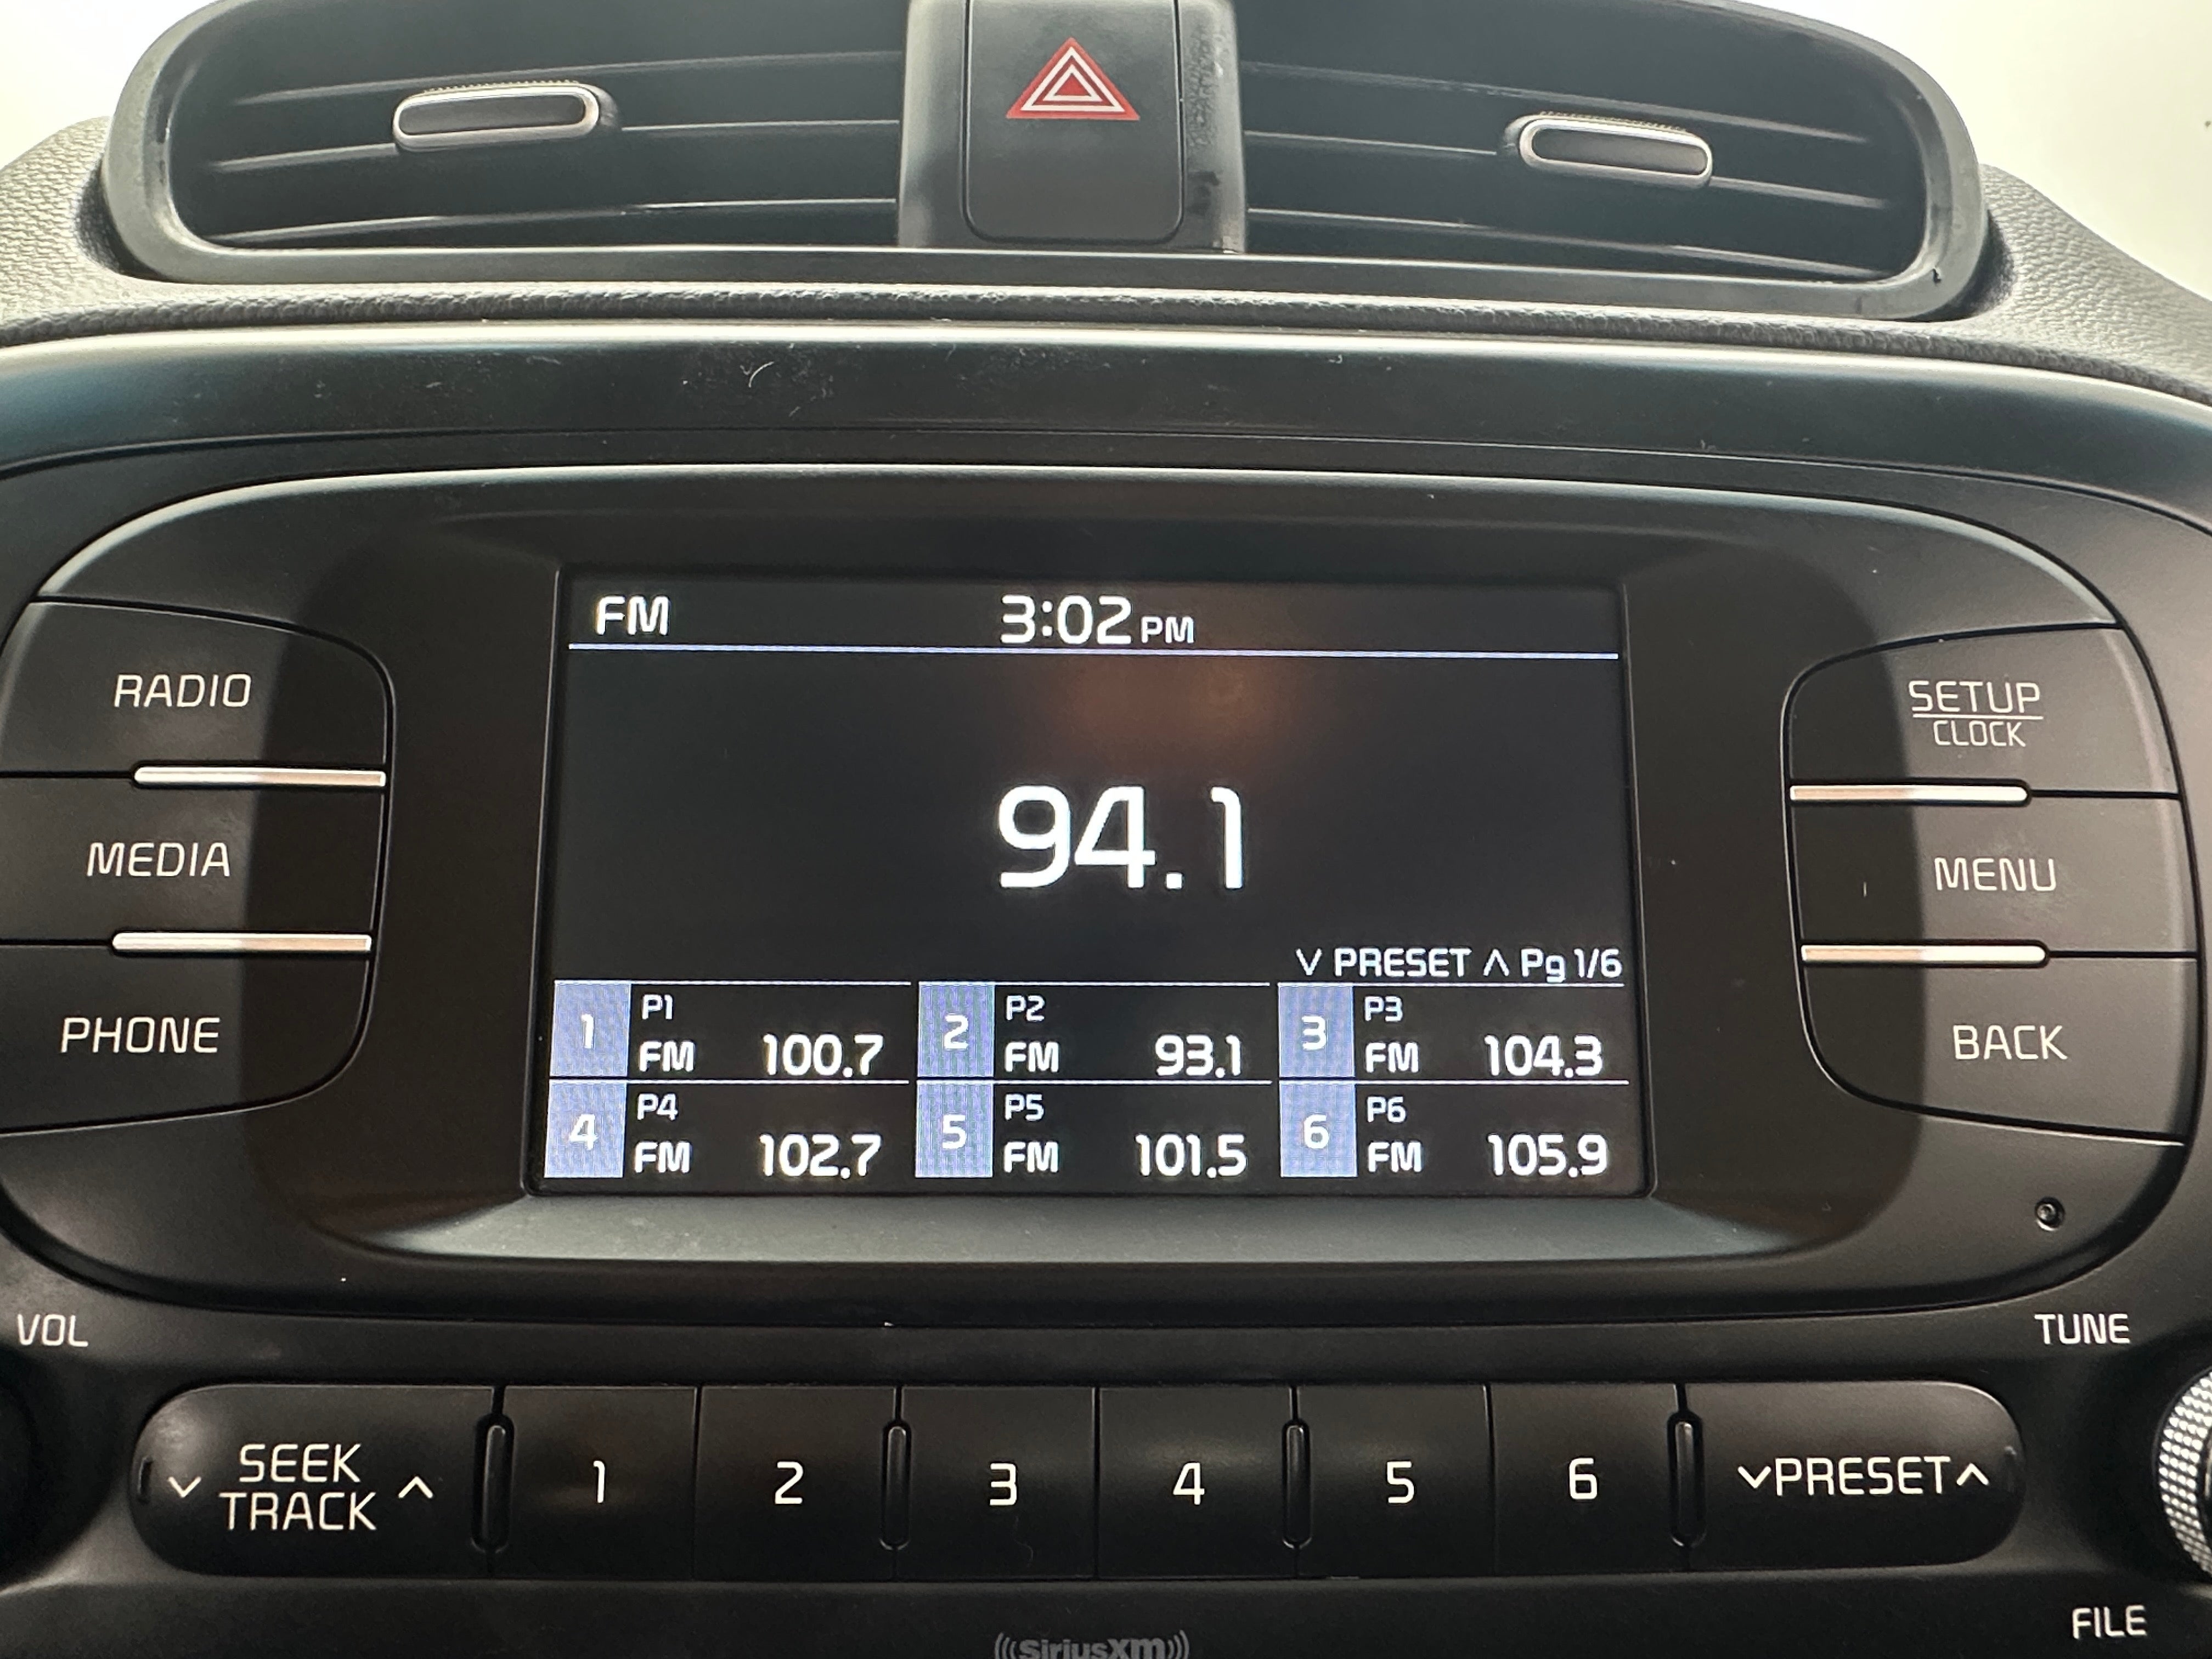 FM 3:02 PM
94.1
∨ PRESET ∧ Pg 1/6
1 P1 FM 100.7
2 P2 FM 93.1
3 P3 FM 104.3
4 P4 FM 102.7
5 P5 FM 101.5
6 P6 FM 105.9
RADIO
MEDIA
PHONE
SETUP
CLOCK
MENU
BACK
VOL
TUNE
∨ SEEK ∧
TRACK
1 2 3 4 5 6
∨PRESET∧
FILE
((SiriusXM))